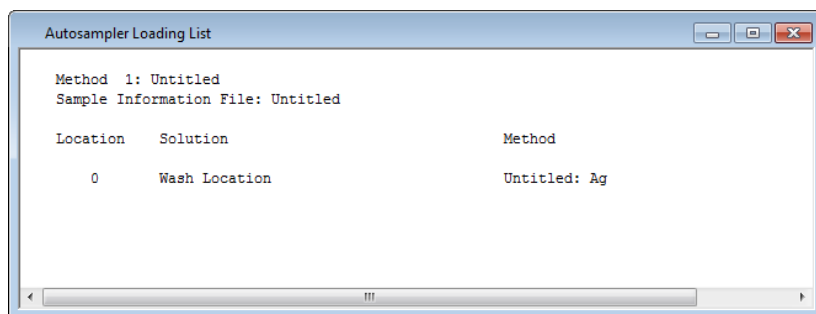 Autosampler Loading List
Method 1: Untitled
Sample Information File: Untitled
Location Solution Method
0 Wash Location Untitled: Ag